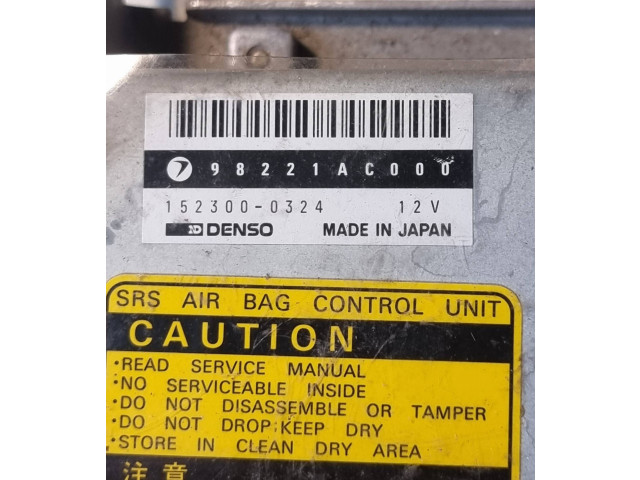 98221AC000
152300-0324 12V
DENSO MADE IN JAPAN
SRS AIR BAG CONTROL UNIT
CAUTION
·READ SERVICE MANUAL
·NO SERVICEABLE INSIDE
·DO NOT DISASSEMBLE OR TAMPER
·DO NOT DROP;KEEP DRY
·STORE IN CLEAN DRY AREA
注意